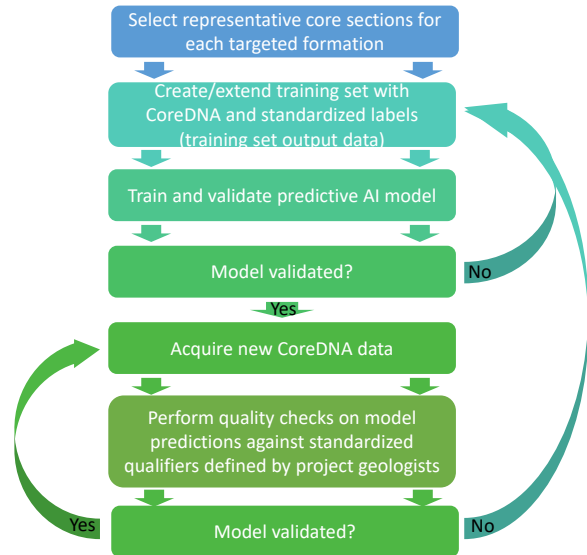 Select representative core sections for
each targeted formation
Create/extend training set with
CoreDNA and standardized labels
(training set output data)
Train and validate predictive AI model
Model validated?
No
Yes
Acquire new CoreDNA data
Perform quality checks on model
predictions against standardized
qualifiers defined by project geologists
Yes
Model validated?
No